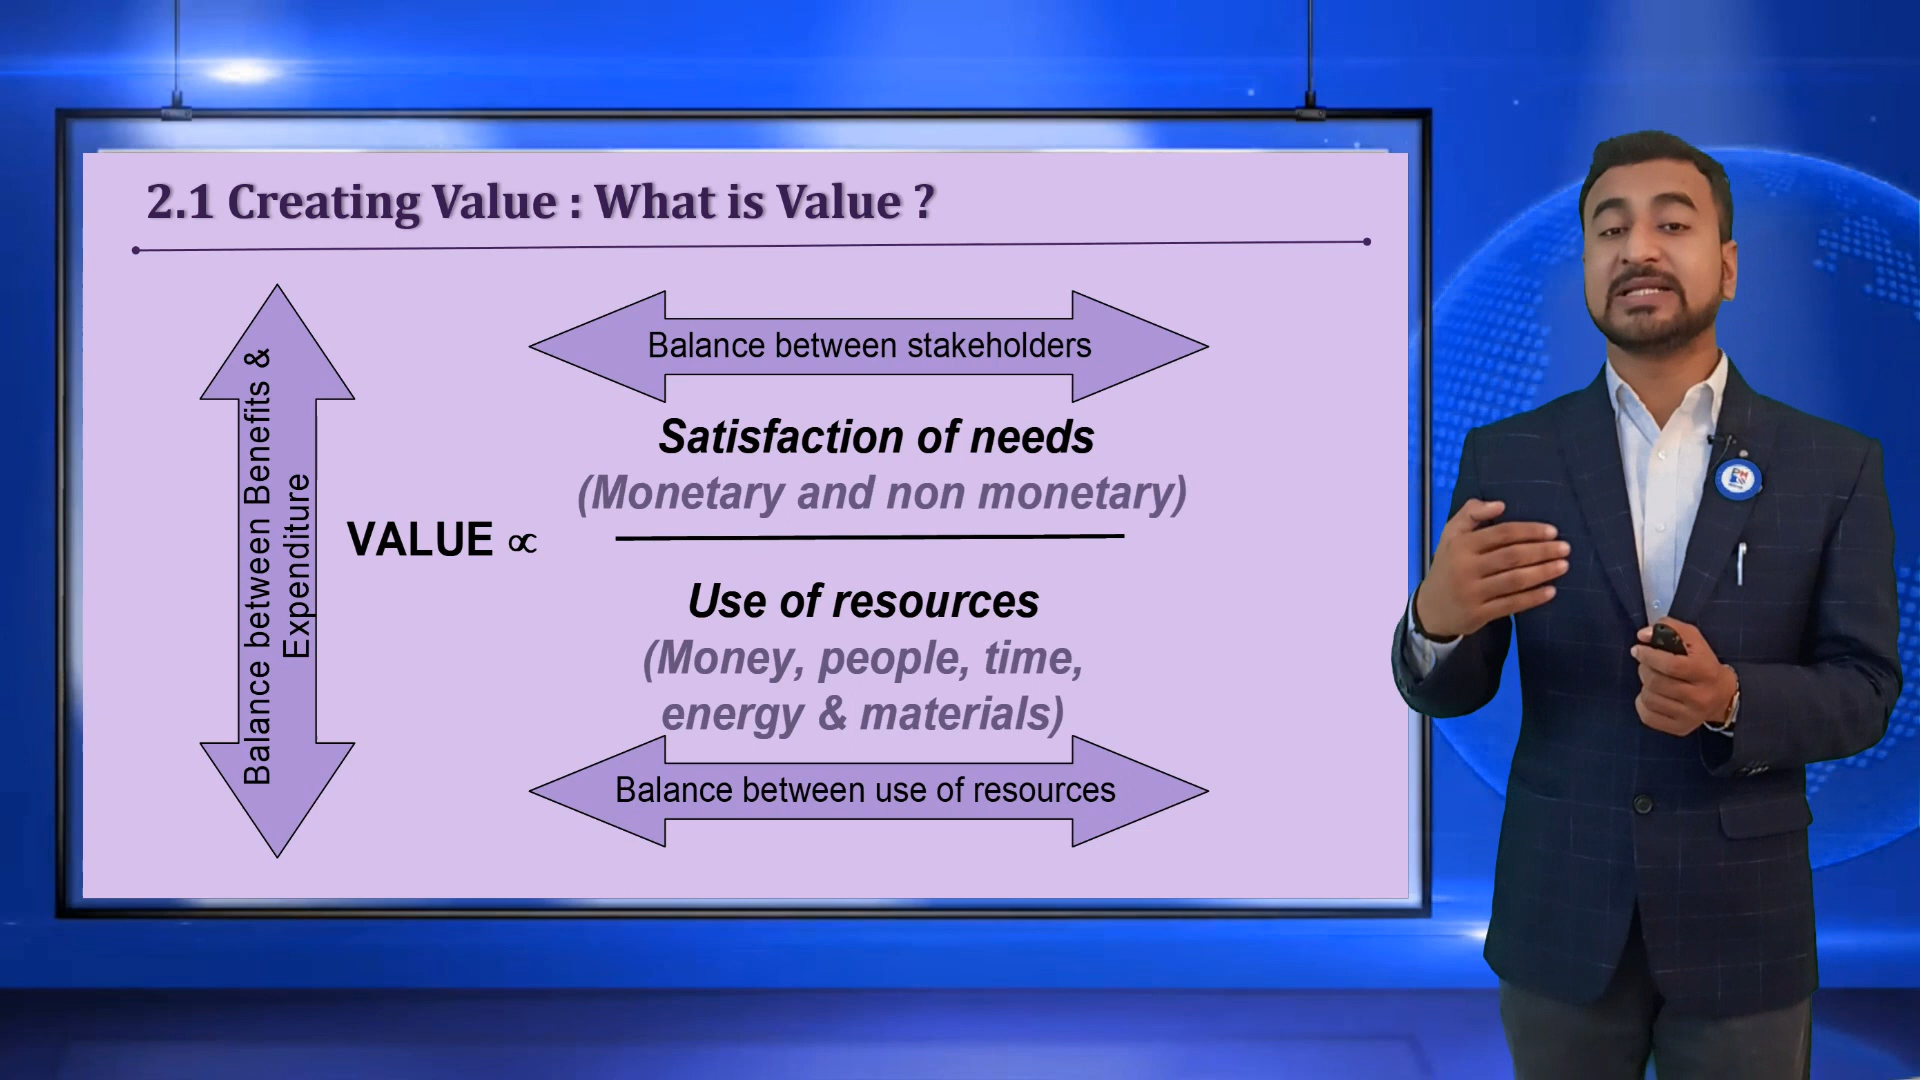 2.1 Creating Value : What is Value ?
Balance between Benefits &
Expenditure
Balance between stakeholders
Satisfaction of needs
(Monetary and non monetary)
VALUE ∝
Use of resources
(Money, people, time,
energy & materials)
Balance between use of resources